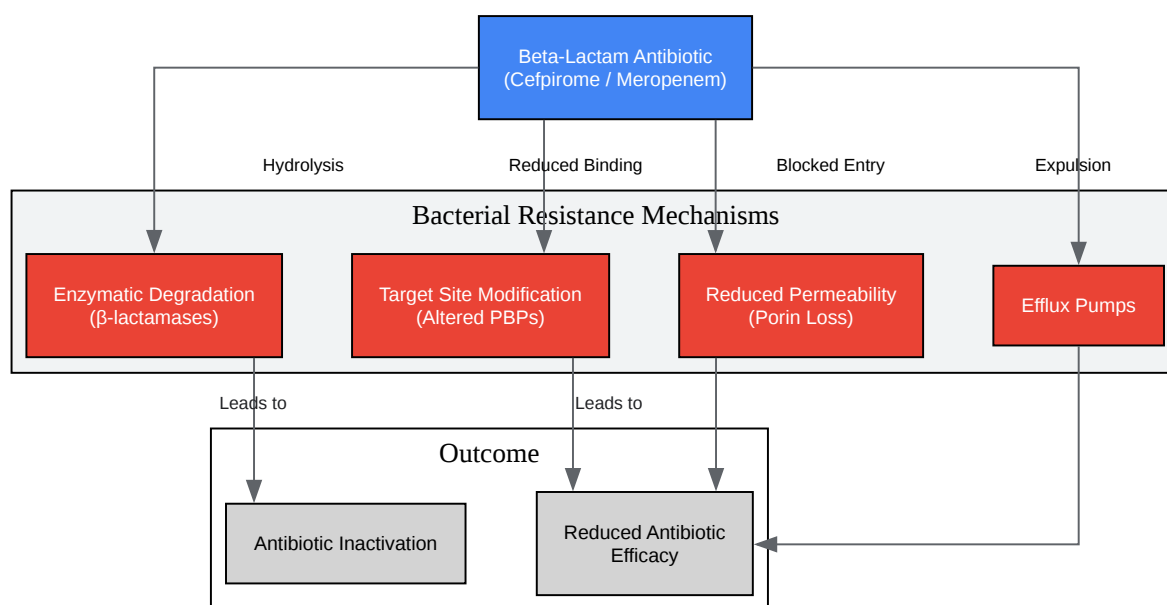 Beta-Lactam Antibiotic
(Cefpirome / Meropenem)
Hydrolysis
Reduced Binding
Blocked Entry
Expulsion
Bacterial Resistance Mechanisms
Enzymatic Degradation
(β-lactamases)
Target Site Modification
(Altered PBPs)
Reduced Permeability
(Porin Loss)
Efflux Pumps
Leads to
Leads to
Outcome
Antibiotic Inactivation
Reduced Antibiotic
Efficacy